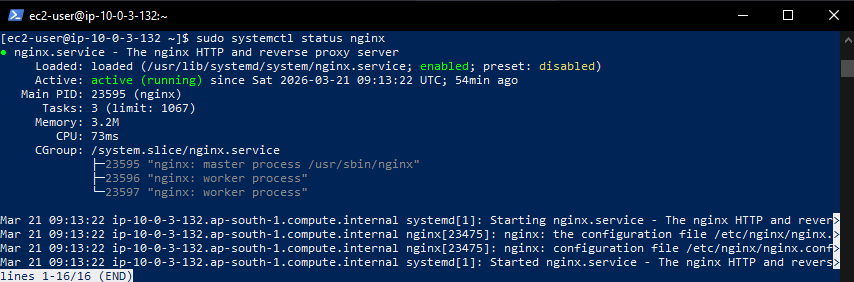 ec2-user@ip-10-0-3-132:~
[ec2-user@ip-10-0-3-132 ~]$ sudo systemctl status nginx
● nginx.service - The nginx HTTP and reverse proxy server
     Loaded: loaded (/usr/lib/systemd/system/nginx.service; enabled; preset: disabled)
     Active: active (running) since Sat 2026-03-21 09:13:22 UTC; 54min ago
   Main PID: 23595 (nginx)
      Tasks: 3 (limit: 1067)
     Memory: 3.2M
        CPU: 73ms
     CGroup: /system.slice/nginx.service
             ├─23595 "nginx: master process /usr/sbin/nginx"
             ├─23596 "nginx: worker process"
             └─23597 "nginx: worker process"
Mar 21 09:13:22 ip-10-0-3-132.ap-south-1.compute.internal systemd[1]: Starting nginx.service - The nginx HTTP and rever>
Mar 21 09:13:22 ip-10-0-3-132.ap-south-1.compute.internal nginx[23475]: nginx: the configuration file /etc/nginx/nginx.>
Mar 21 09:13:22 ip-10-0-3-132.ap-south-1.compute.internal nginx[23475]: nginx: configuration file /etc/nginx/nginx.conf>
Mar 21 09:13:22 ip-10-0-3-132.ap-south-1.compute.internal systemd[1]: Started nginx.service - The nginx HTTP and revers>
lines 1-16/16 (END)